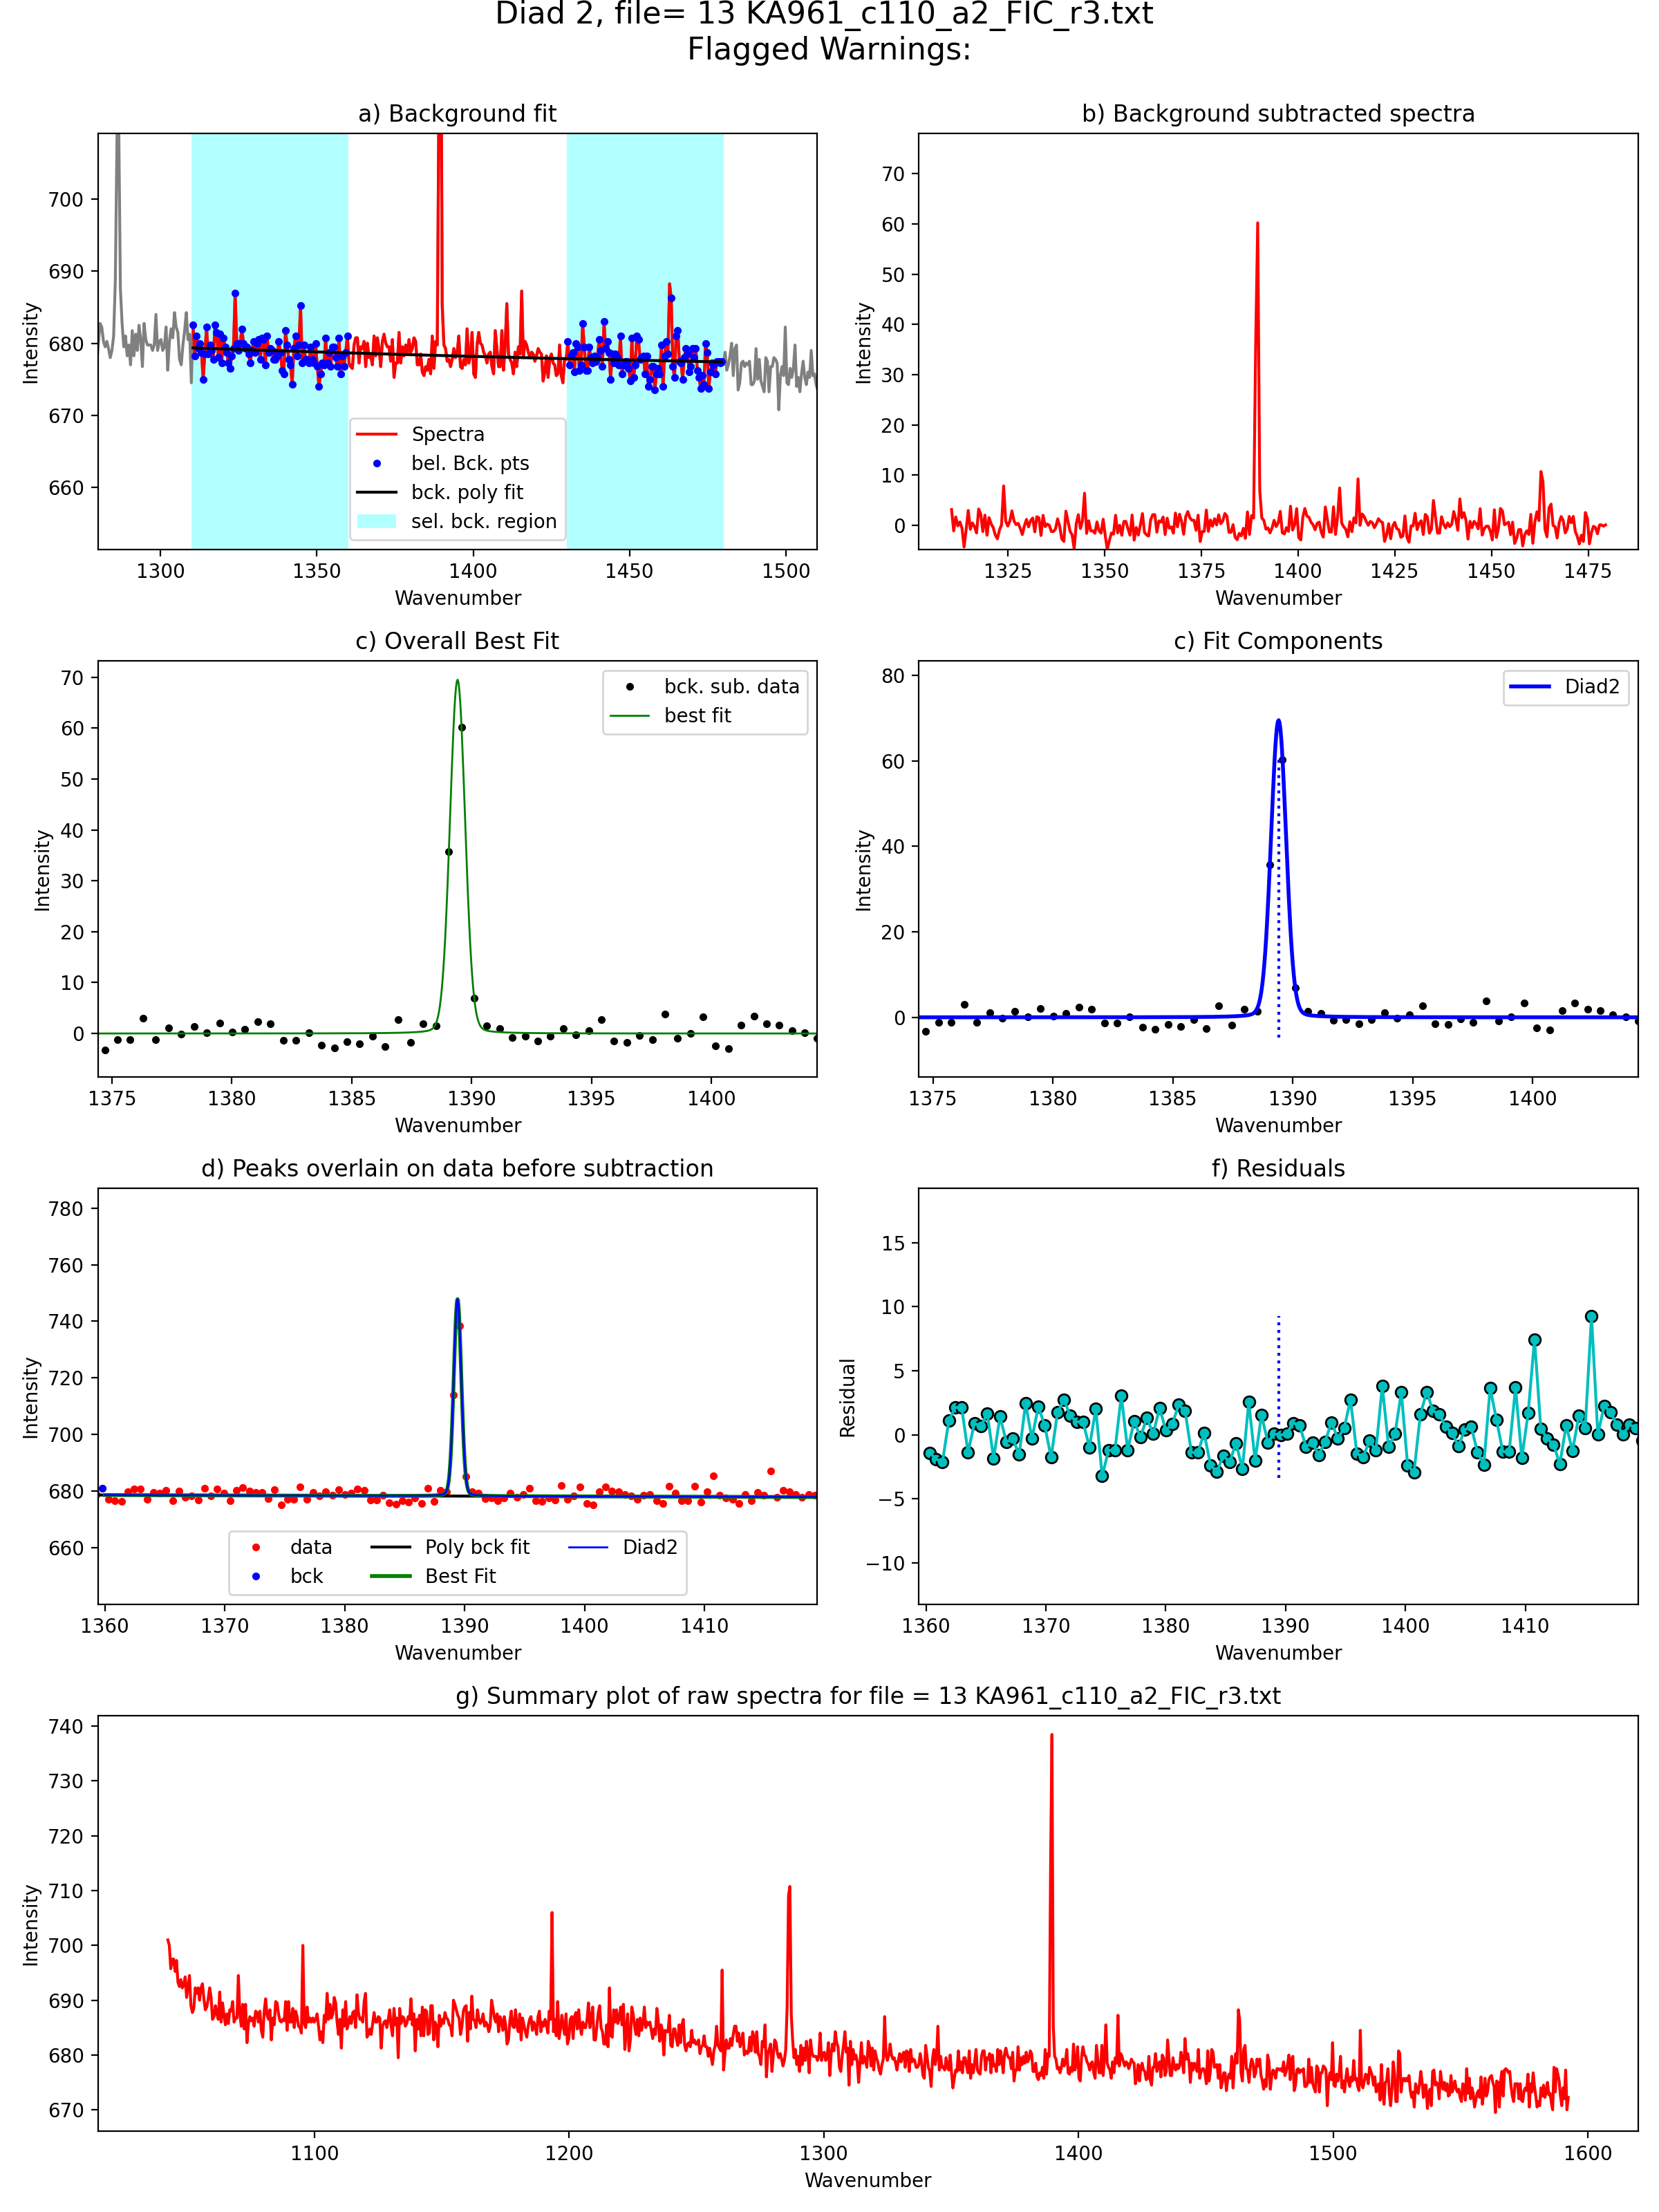 Diad 2, file= 13 KA961_c110_a2_FIC_r3.txt
Flagged Warnings:
a) Background fit
Intensity
700
690
680
670
660
Spectra
bel. Bck. pts
bck. poly fit
sel. bck. region
1300 1350 1400 1450 1500
Wavenumber
b) Background subtracted spectra
Intensity
70
60
50
40
30
20
10
0
1325 1350 1375 1400 1425 1450 1475
Wavenumber
c) Overall Best Fit
Intensity
70
60
50
40
30
20
10
0
bck. sub. data
best fit
1375 1380 1385 1390 1395 1400
Wavenumber
c) Fit Components
Intensity
80
60
40
20
0
Diad2
1375 1380 1385 1390 1395 1400
Wavenumber
d) Peaks overlain on data before subtraction
Intensity
780
760
740
720
700
680
660
data Poly bck fit Diad2
bck Best Fit
1360 1370 1380 1390 1400 1410
Wavenumber
f) Residuals
Residual
15
10
5
0
−5
−10
1360 1370 1380 1390 1400 1410
Wavenumber
g) Summary plot of raw spectra for file = 13 KA961_c110_a2_FIC_r3.txt
Intensity
740
730
720
710
700
690
680
670
1100 1200 1300 1400 1500 1600
Wavenumber